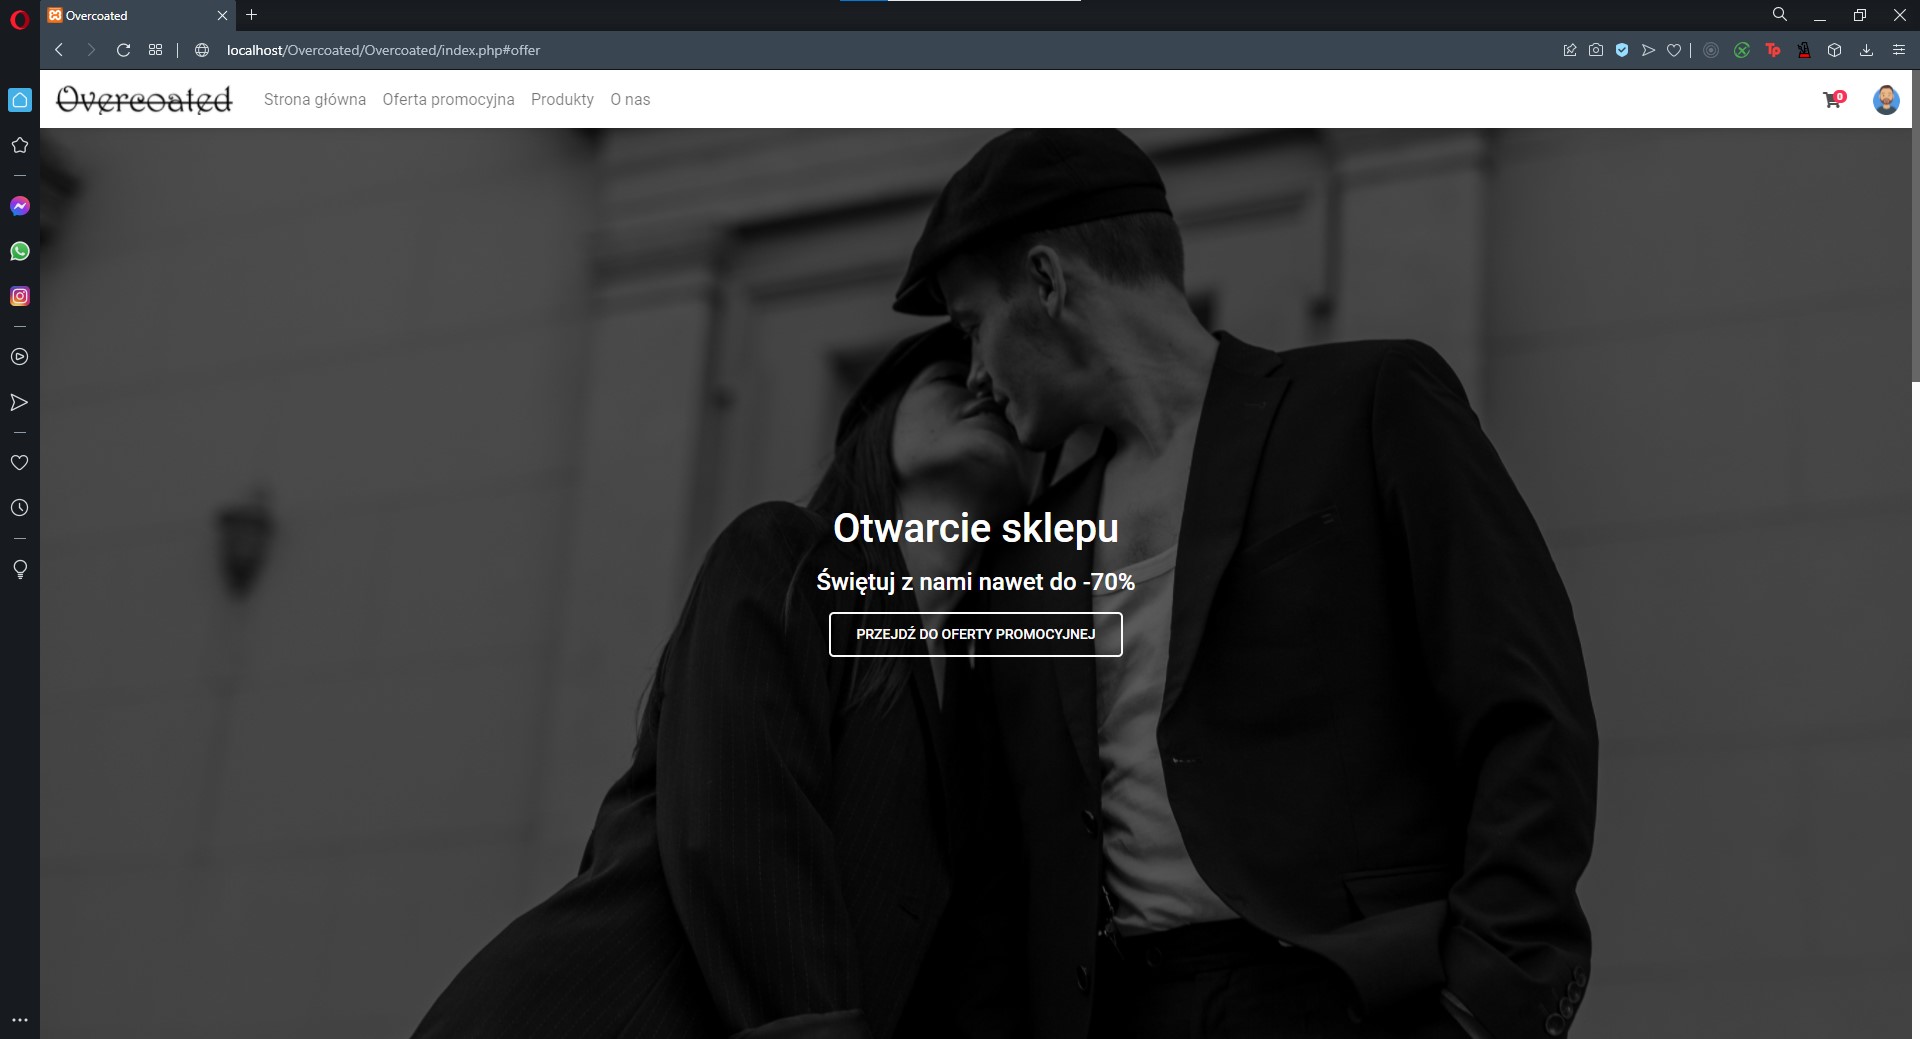 Overcoated
localhost/Overcoated/Overcoated/index.php#offer
Tp
Overcoated
Strona główna Oferta promocyjna Produkty O nas
0
Otwarcie sklepu
Świętuj z nami nawet do -70%
PRZEJDŹ DO OFERTY PROMOCYJNEJ